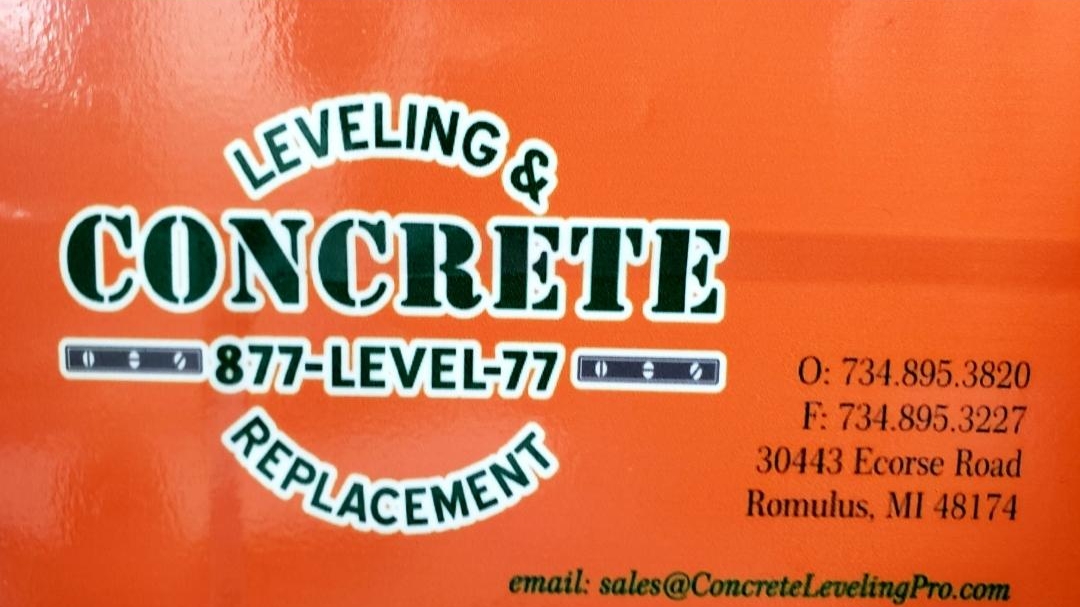 LEVELING &
CONCRETE
877-LEVEL-77
REPLACEMENT
O: 734.895.3820
F: 734.895.3227
30443 Ecorse Road
Romulus, MI 48174
email: sales@ConcreteLevelingPro.com